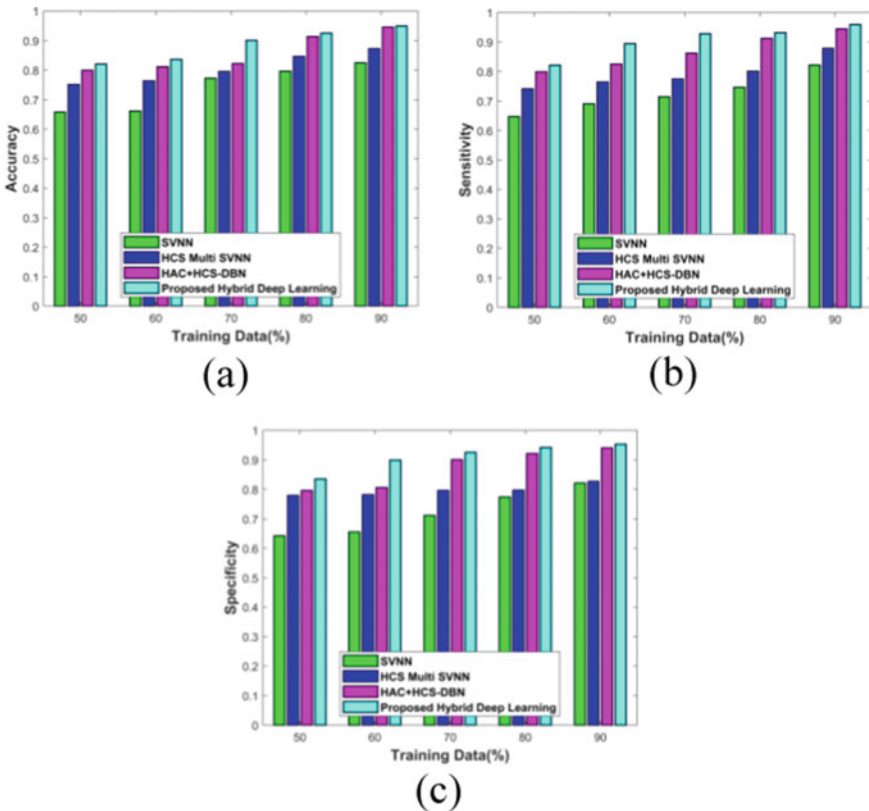 1
0.9
0.8
0.7
0.6
0.5
0.4
0.3
0.2
0.1
0
Accuracy
SVNN
HCS Multi SVNN
HAC+HCS-DBN
Proposed Hybrid Deep Learning
50 60 70 80 90
Training Data(%)
(a)
1
0.9
0.8
0.7
0.6
0.5
0.4
0.3
0.2
0.1
0
Sensitivity
SVNN
HCS Multi SVNN
HAC+HCS-DBN
Proposed Hybrid Deep Learning
50 60 70 80 90
Training Data(%)
(b)
1
0.9
0.8
0.7
0.6
0.5
0.4
0.3
0.2
0.1
0
Specificity
SVNN
HCS Multi SVNN
HAC+HCS-DBN
Proposed Hybrid Deep Learning
50 60 70 80 90
Training Data(%)
(c)